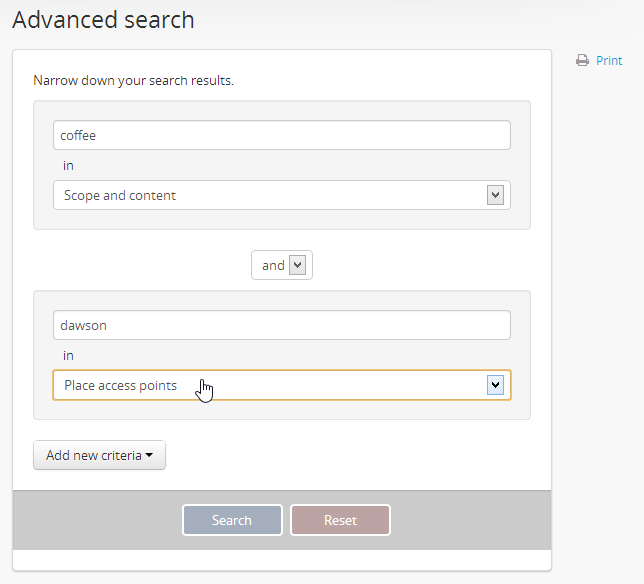 Advanced search
Print
Narrow down your search results.
coffee
in
Scope and content
and
dawson
in
Place access points
Add new criteria
Search
Reset